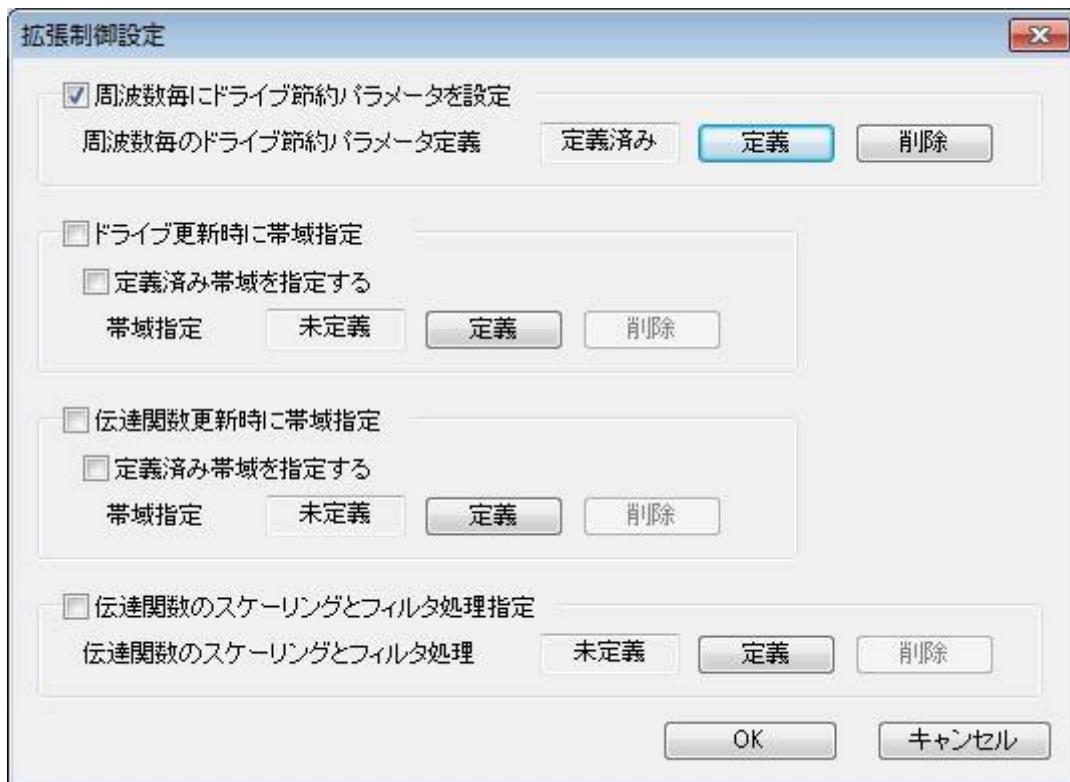 拡張制御設定
周波数毎にドライブ節約パラメータを設定
周波数毎のドライブ節約パラメータ定義 定義済み 定義 削除
ドライブ更新時に帯域指定
定義済み帯域を指定する
帯域指定 未定義 定義 削除
伝達関数更新時に帯域指定
定義済み帯域を指定する
帯域指定 未定義 定義 削除
伝達関数のスケーリングとフィルタ処理指定
伝達関数のスケーリングとフィルタ処理 未定義 定義 削除
OK キャンセル